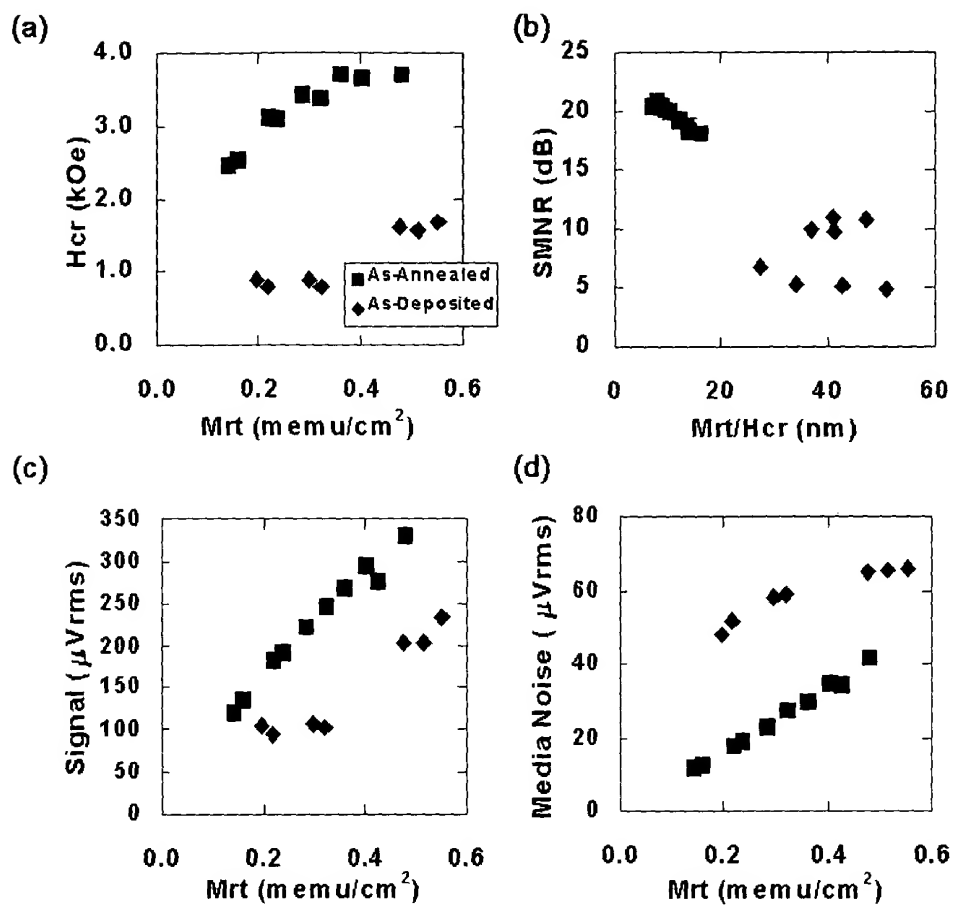 (a)
4.0
3.0
2.0
1.0
0.0
Hcr (kOe)
As-Annealed
As-Deposited
0.0 0.2 0.4 0.6
Mrt (memu/cm²)
(b)
25
20
15
10
5
0
SMNR (dB)
0 20 40 60
Mrt/Hcr (nm)
(c)
350
300
250
200
150
100
50
0
Signal (μVrms)
0.0 0.2 0.4 0.6
Mrt (memu/cm²)
(d)
80
60
40
20
0
Media Noise ( μVrms)
0.0 0.2 0.4 0.6
Mrt (memu/cm²)